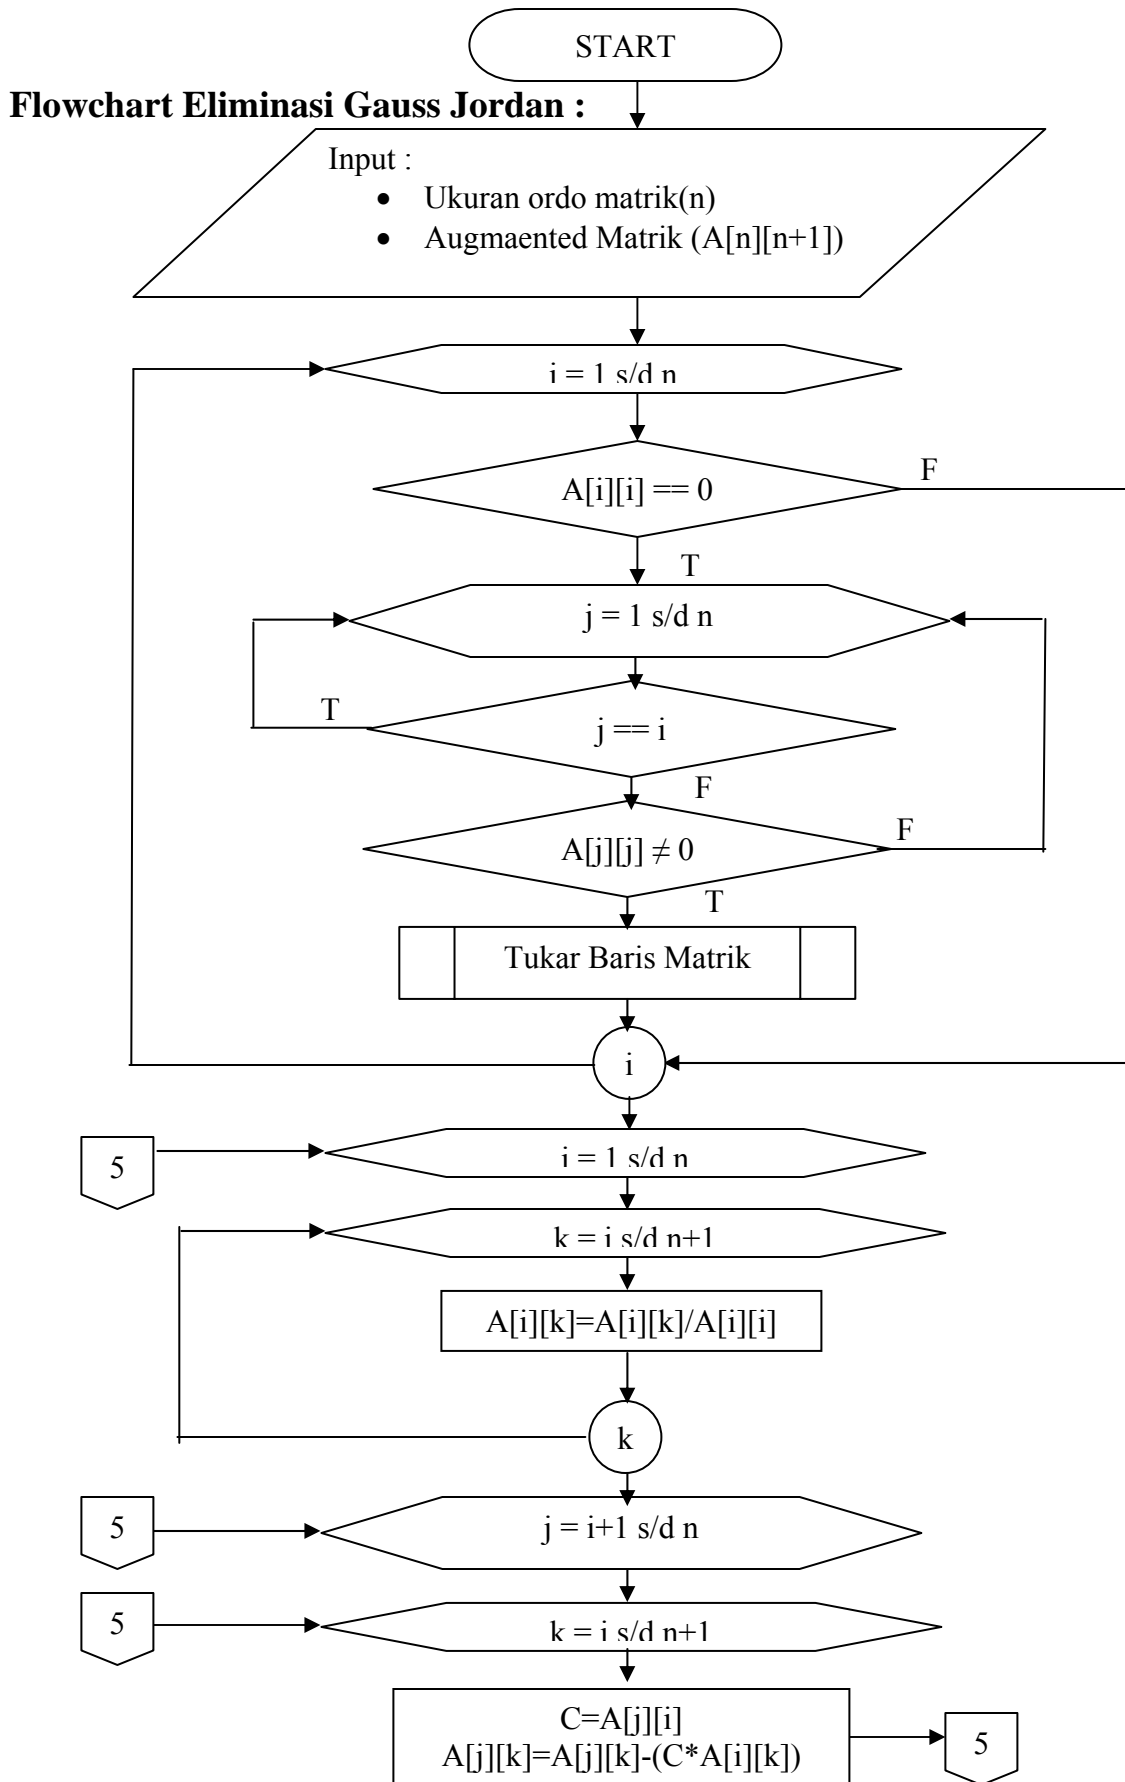 START
Flowchart Eliminasi Gauss Jordan :
Input :
• Ukuran ordo matrik(n)
• Augmaented Matrik (A[n][n+1])
i = 1 s/d n
A[i][i] == 0
F
T
j = 1 s/d n
j == i
T
F
A[j][j] ≠ 0
F
T
Tukar Baris Matrik
i
5
i = 1 s/d n
k = i s/d n+1
A[i][k]=A[i][k]/A[i][i]
k
5
j = i+1 s/d n
5
k = i s/d n+1
C=A[j][i]
A[j][k]=A[j][k]-(C*A[i][k])
5